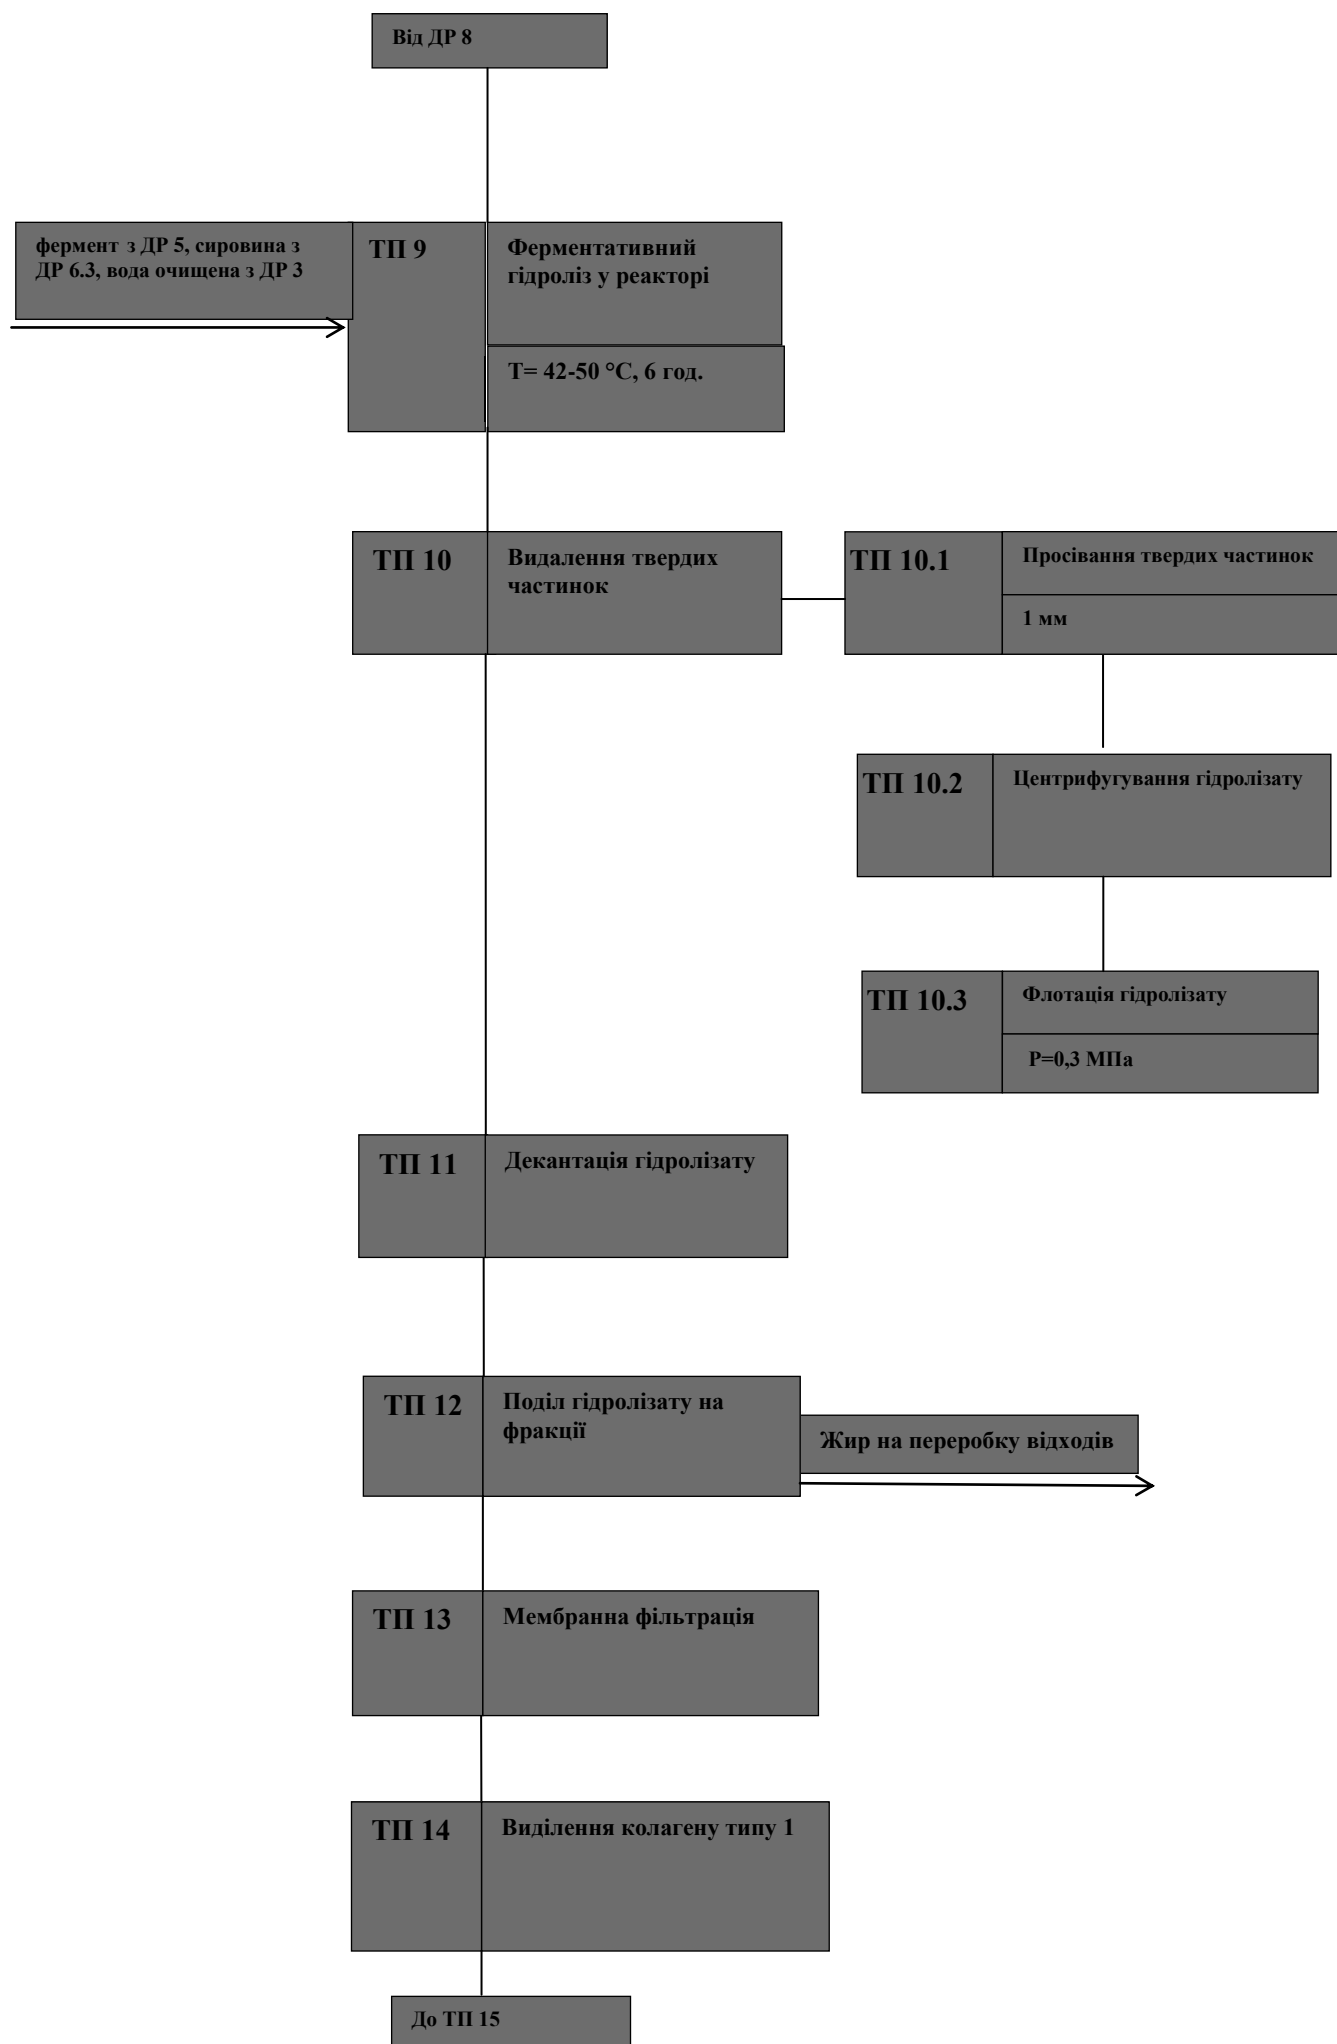 Від ДР 8
фермент з ДР 5, сировина з
ДР 6.3, вода очищена з ДР 3
ТП 9
Ферментативний
гідроліз у реакторі
Т= 42-50 °С, 6 год.
ТП 10
Видалення твердих
частинок
ТП 10.1
Просівання твердих частинок
1 мм
ТП 10.2
Центрифугування гідролізату
ТП 10.3
Флотація гідролізату
Р=0,3 МПа
ТП 11
Декантація гідролізату
ТП 12
Поділ гідролізату на
фракції
Жир на переробку відходів
ТП 13
Мембранна фільтрація
ТП 14
Виділення колагену типу 1
До ТП 15